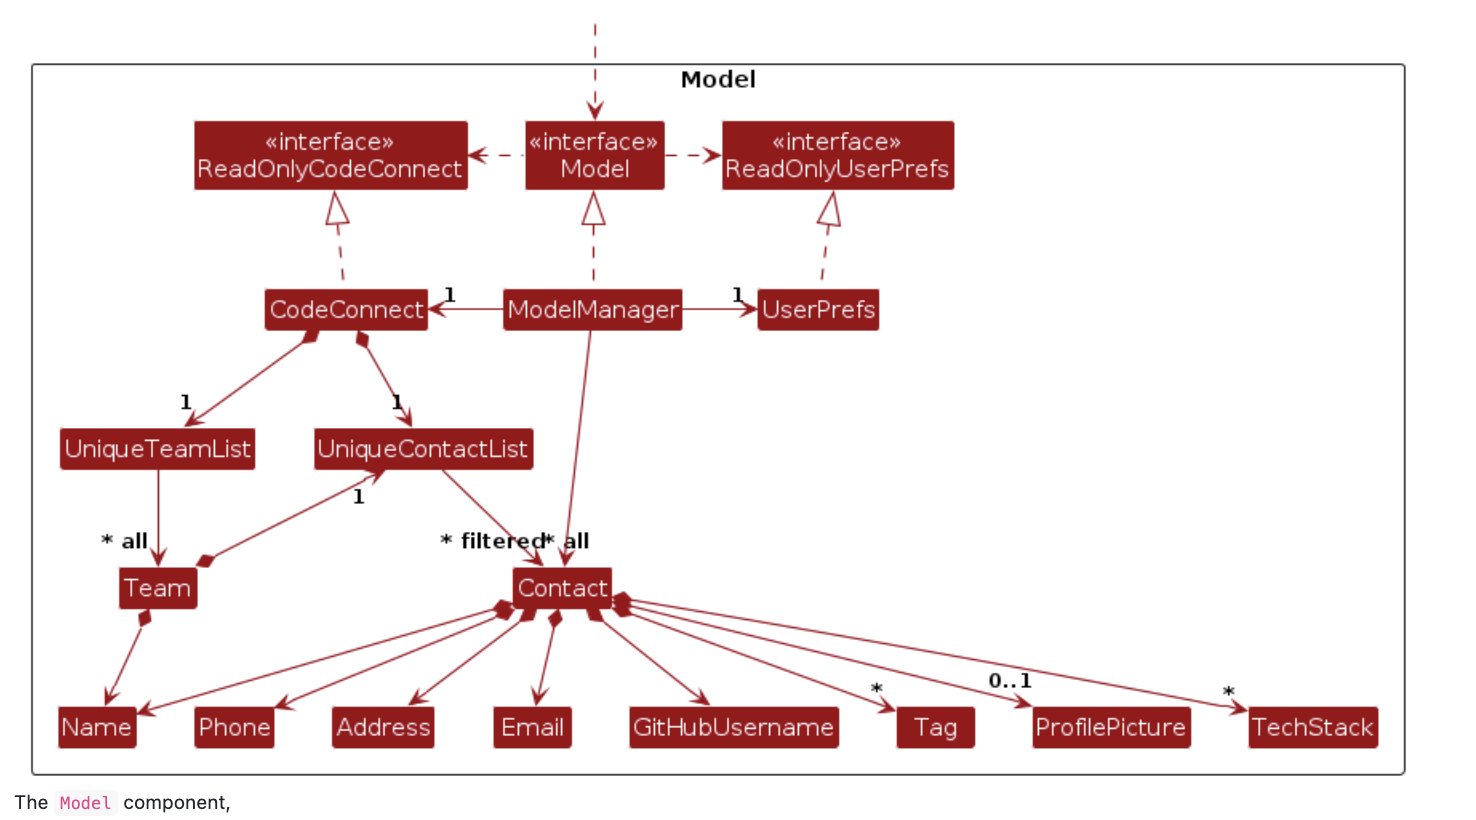 Model
«interface»
ReadOnlyCodeConnect
«interface»
Model
«interface»
ReadOnlyUserPrefs
CodeConnect
1
ModelManager
1
UserPrefs
1
1
UniqueTeamList
UniqueContactList
1
* all
* filtered
* all
Team
Contact
*
0..1
*
Name
Phone
Address
Email
GitHubUsername
Tag
ProfilePicture
TechStack
The Model component,